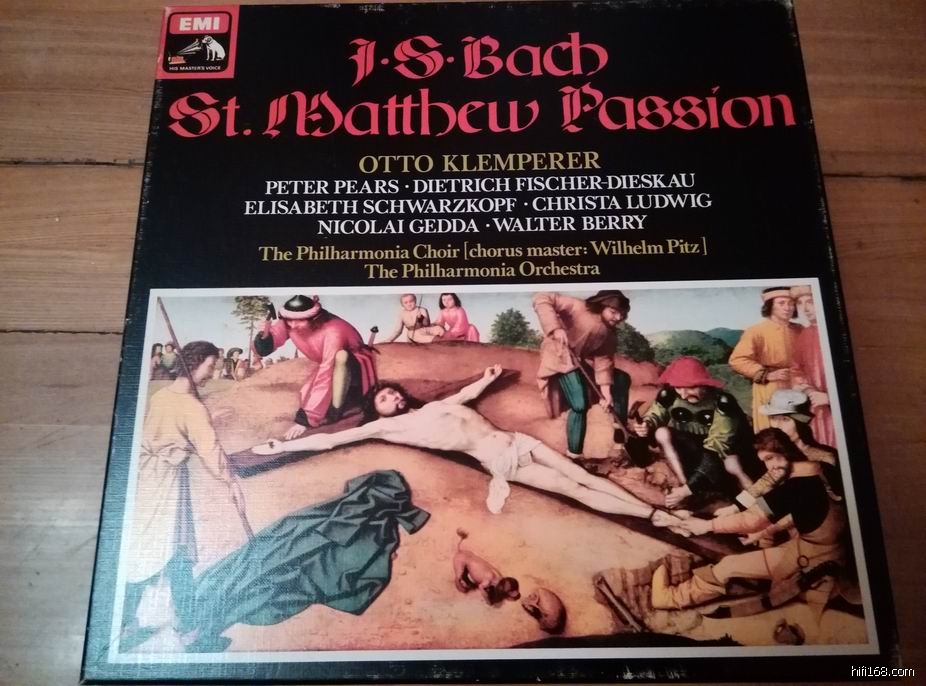 EMI
HIS MASTER'S VOICE
J·S·Bach
St. Matthew Passion
OTTO KLEMPERER
PETER PEARS · DIETRICH FISCHER-DIESKAU
ELISABETH SCHWARZKOPF · CHRISTA LUDWIG
NICOLAI GEDDA · WALTER BERRY
The Philharmonia Choir [chorus master: Wilhelm Pitz]
The Philharmonia Orchestra
hifi168.com